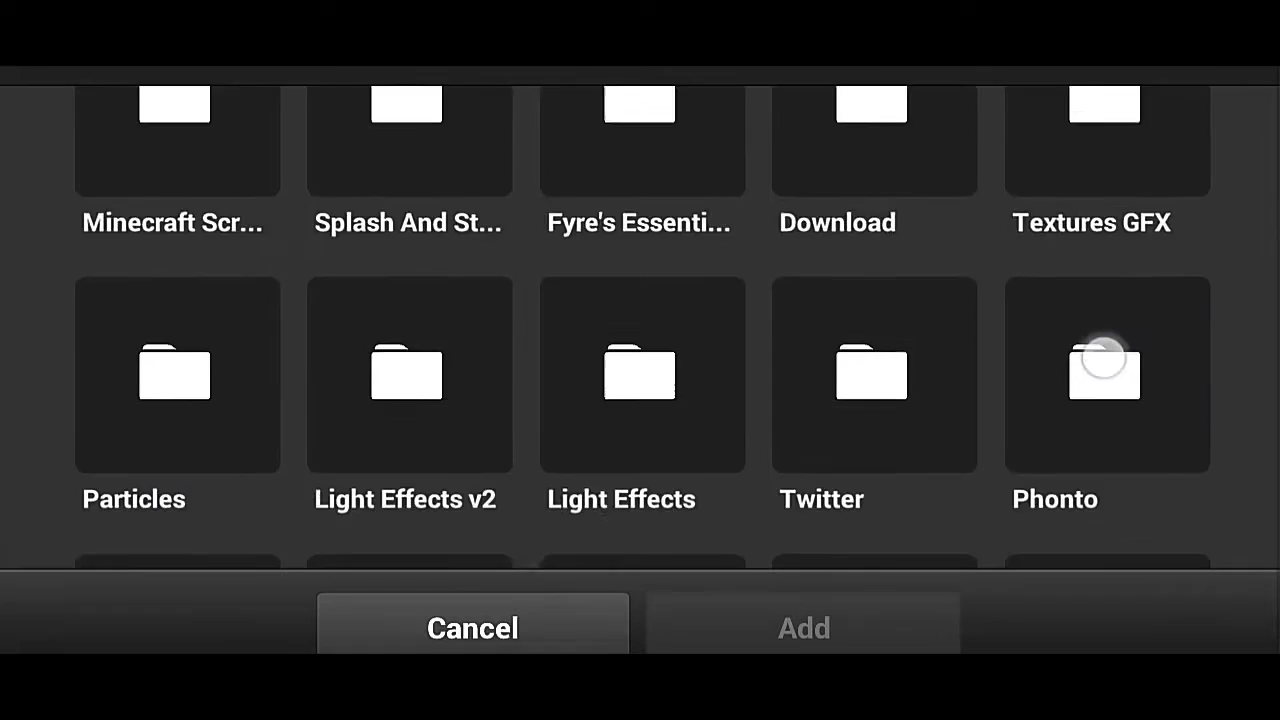 Minecraft Scr... Splash And St... Fyre's Essenti... Download Textures GFX
Particles Light Effects v2 Light Effects Twitter Phonto
Cancel Add